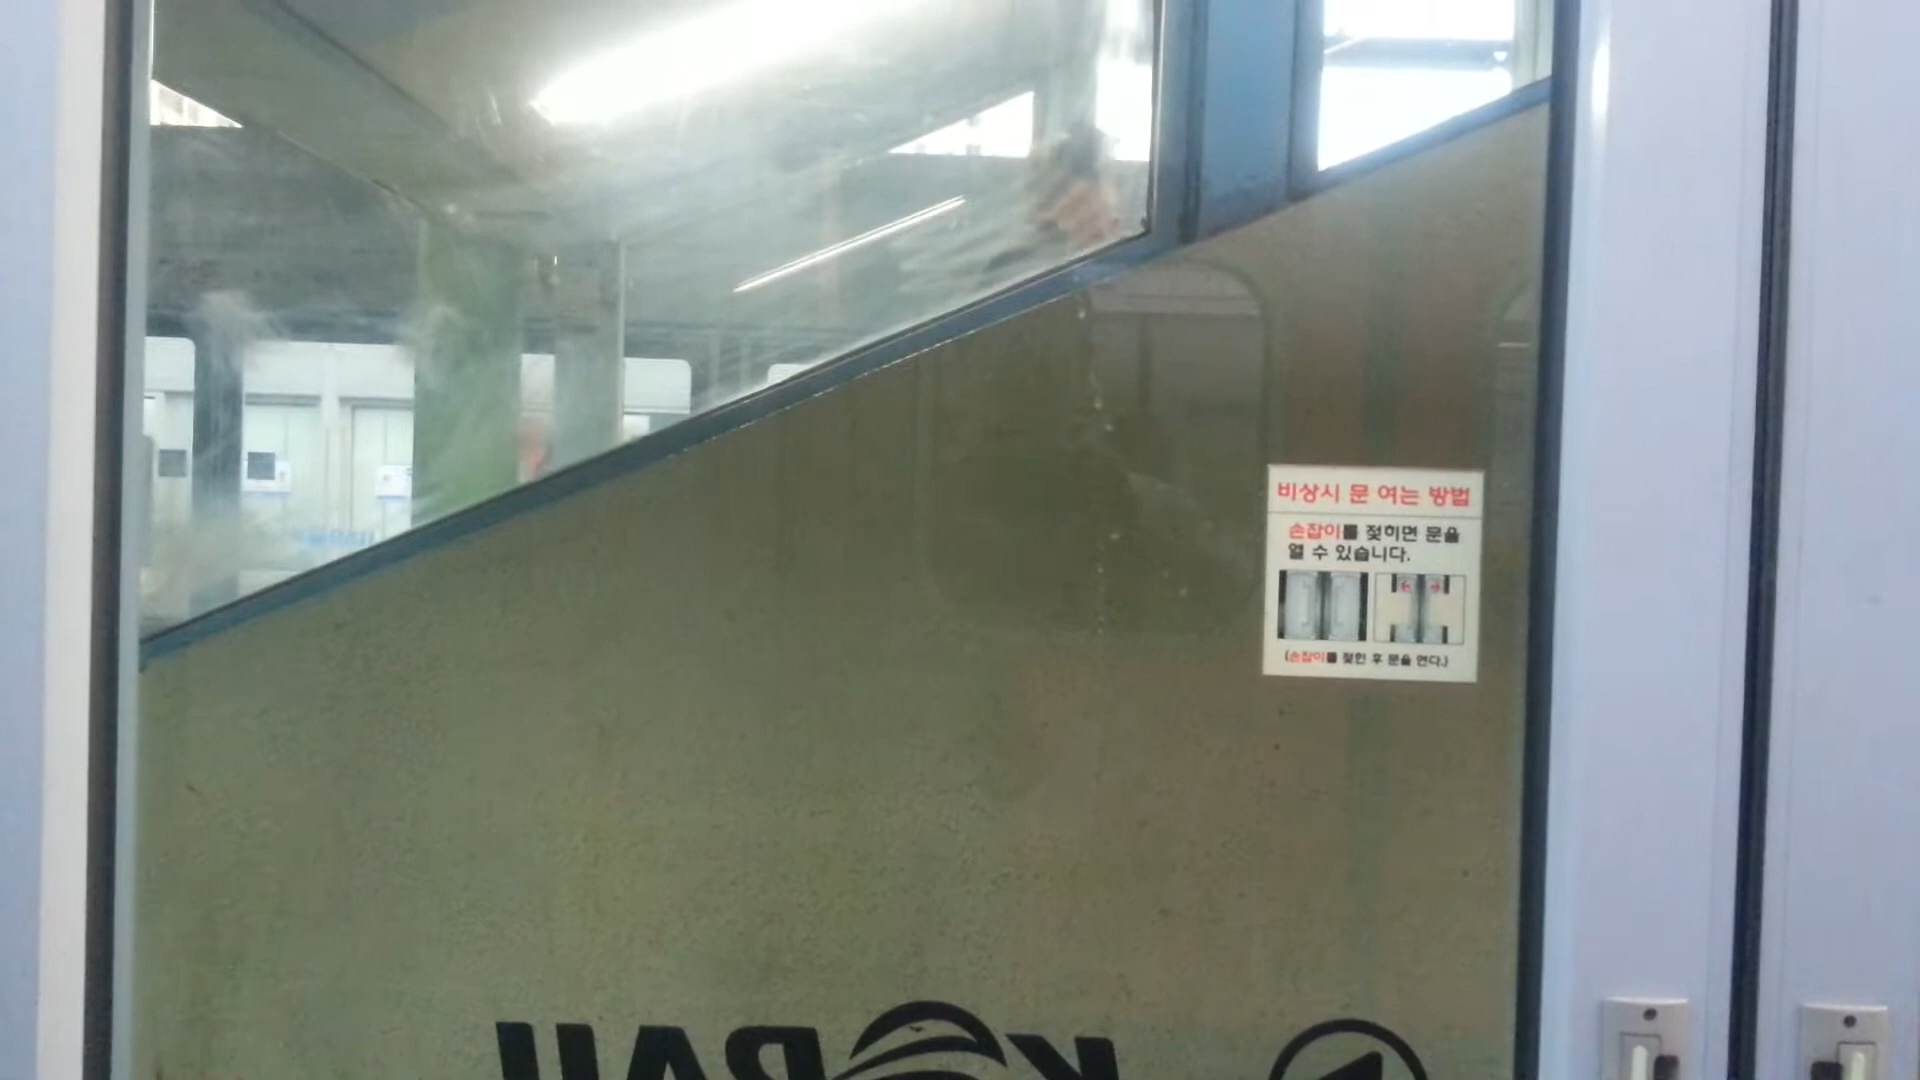 비상시 문 여는 방법
손잡이를 젖히면 문을
열 수 있습니다.
(손잡이를 젖힌 후 문을 연다.)
KORAIL